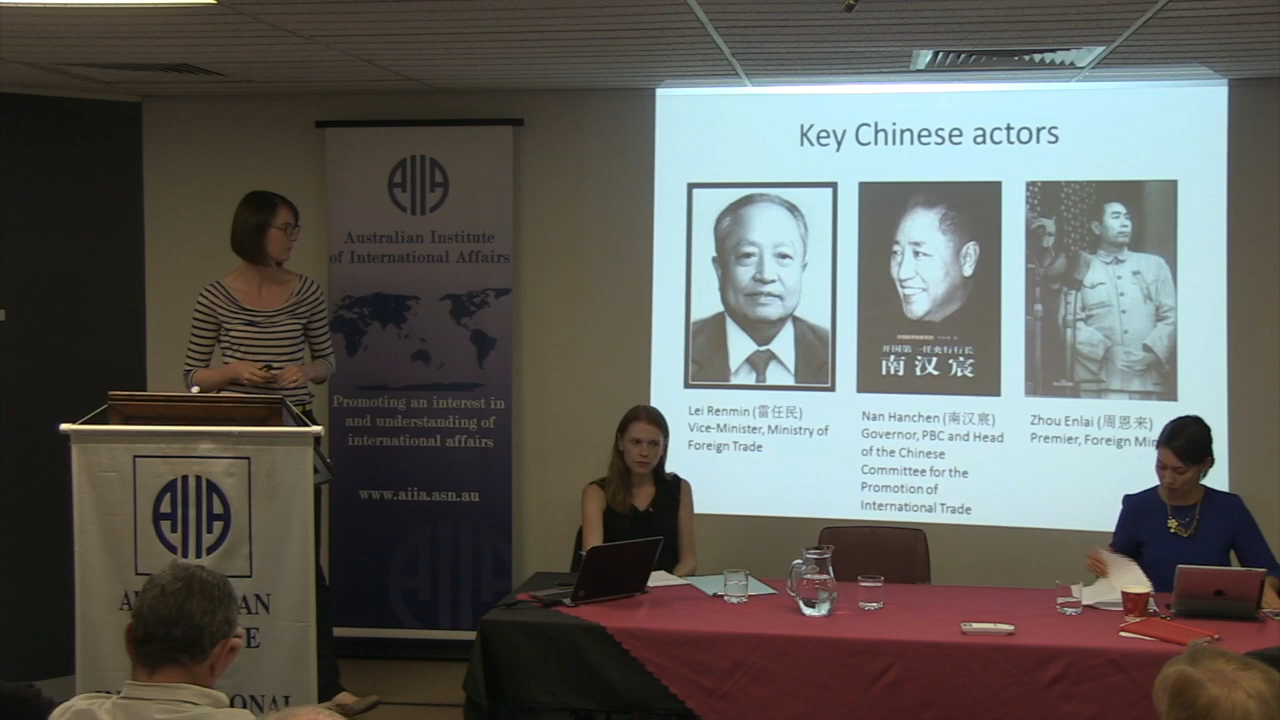 AIIA
Australian Institute
of International Affairs
Promoting an interest in
and understanding of
international affairs
www.aiia.asn.au
Key Chinese actors
开国第一任央行行长
南汉宸
Lei Renmin (雷任民)
Vice-Minister, Ministry of
Foreign Trade
Nan Hanchen (南汉宸)
Governor, PBC and Head
of the Chinese
Committee for the
Promotion of
International Trade
Zhou Enlai (周恩来)
Premier, Foreign Min
AIIA